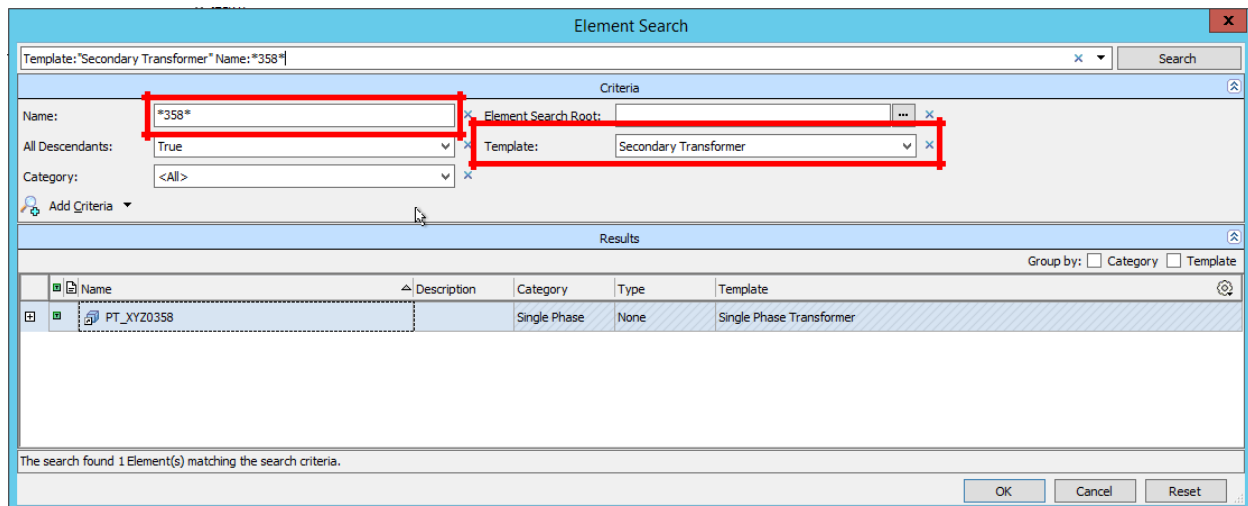 Element Search
x
Template:"Secondary Transformer" Name:*358* Search
Criteria
Name: *358* Element Search Root: ...
All Descendants: True Template: Secondary Transformer
Category: <All>
Add Criteria
Results
Group by: Category Template
Name Description Category Type Template
PT_XYZ0358 Single Phase None Single Phase Transformer
The search found 1 Element(s) matching the search criteria.
OK Cancel Reset